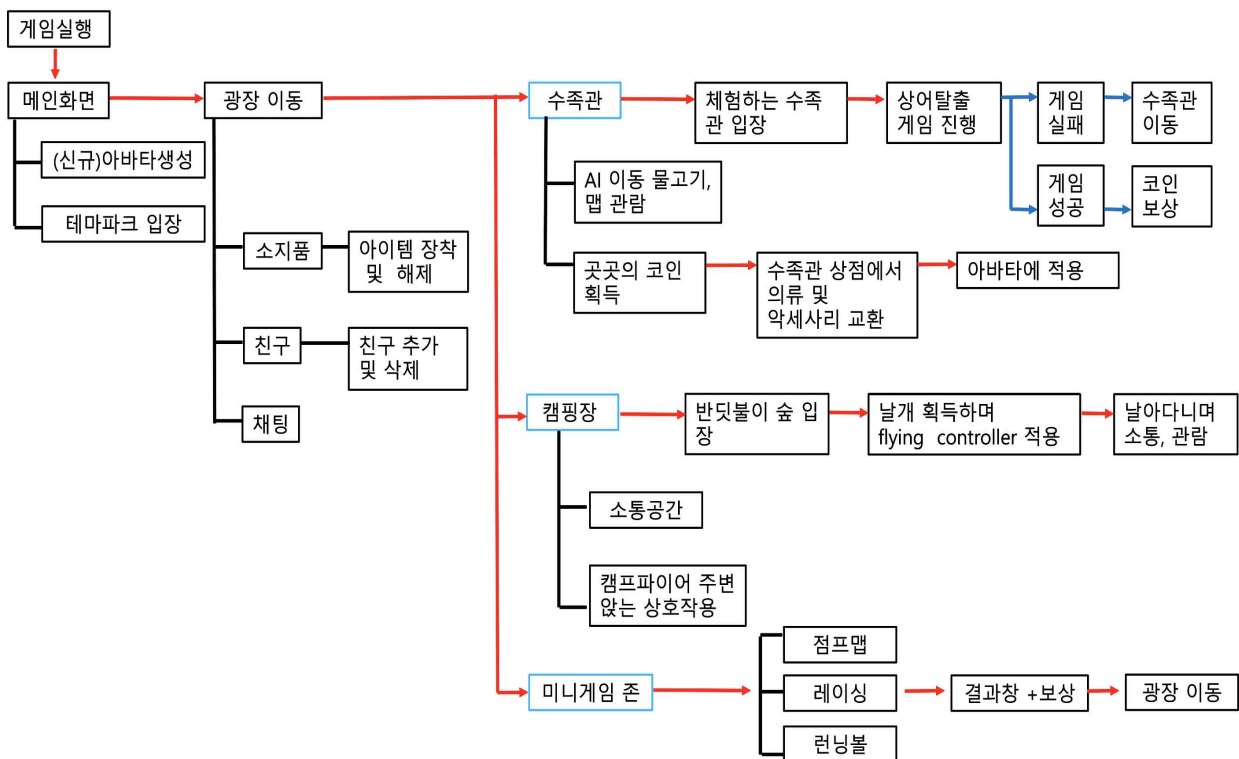 게임실행
메인화면
(신규)아바타생성
테마파크 입장
광장 이동
소지품
아이템 장착
및 해제
친구
친구 추가
및 삭제
채팅
수족관
체험하는 수족
관 입장
상어탈출
게임 진행
게임
실패
수족관
이동
게임
성공
코인
보상
AI 이동 물고기,
맵 관람
곳곳의 코인
획득
수족관 상점에서
의류 및
악세사리 교환
아바타에 적용
캠핑장
반딧불이 숲 입
장
날개 획득하며
flying controller 적용
날아다니며
소통, 관람
소통공간
캠프파이어 주변
앉는 상호작용
미니게임 존
점프맵
레이싱
런닝볼
결과창 +보상
광장 이동